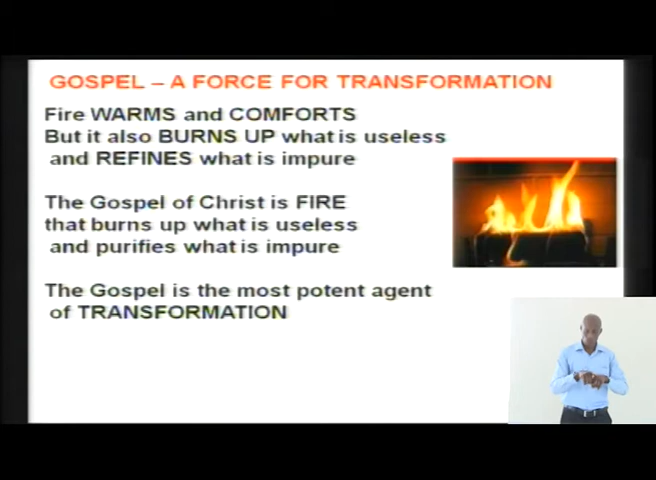 GOSPEL – A FORCE FOR TRANSFORMATION
Fire WARMS and COMFORTS
But it also BURNS UP what is useless
and REFINES what is impure
The Gospel of Christ is FIRE
that burns up what is useless
and purifies what is impure
The Gospel is the most potent agent
of TRANSFORMATION